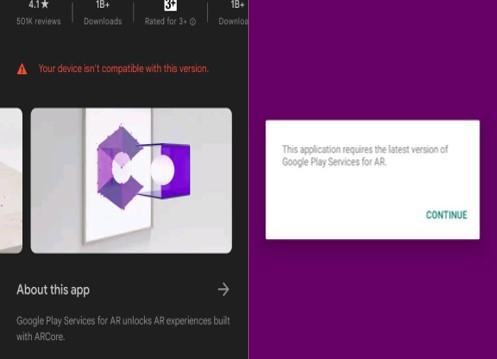 4.1★
501K reviews
1B+
Downloads
3+
Rated for 3+
1B+
Downloa
Your device isn't compatible with this version.
About this app
Google Play Services for AR unlocks AR experiences built
with ARCore.
This application requires the latest version of
Google Play Services for AR.
CONTINUE